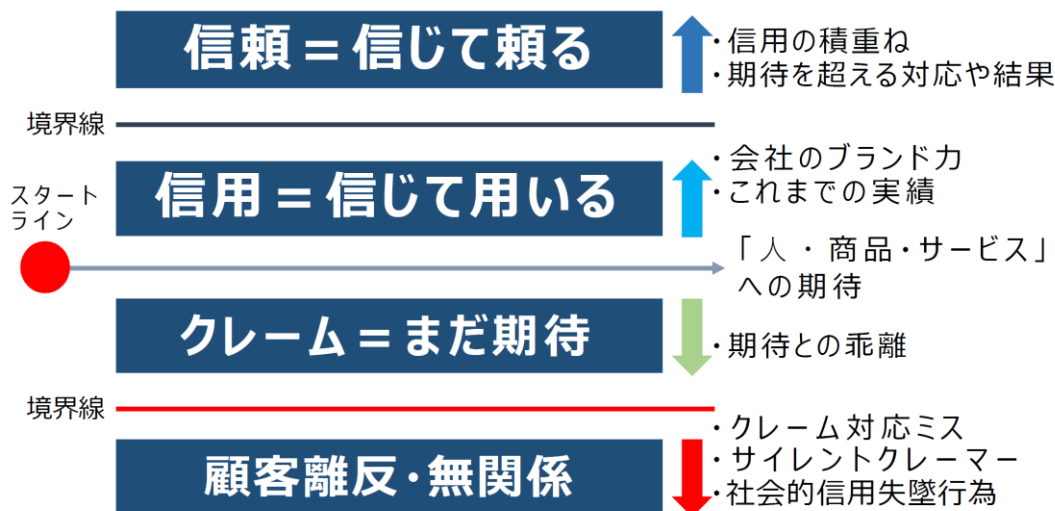 信頼＝信じて頼る
・信用の積重ね
・期待を超える対応や結果
境界線
信用＝信じて用いる
・会社のブランド力
・これまでの実績
スタート
ライン
「人・商品・サービス」
への期待
クレーム＝まだ期待
・期待との乖離
境界線
顧客離反・無関係
・クレーム対応ミス
・サイレントクレーマー
・社会的信用失墜行為